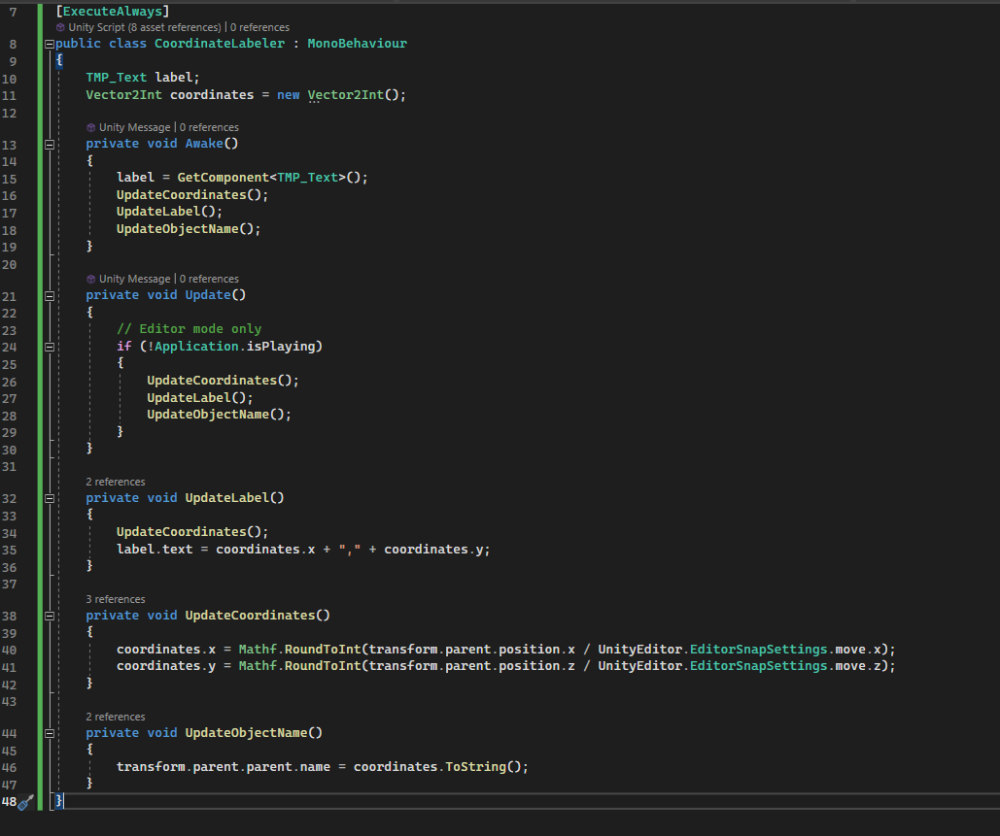 7 [ExecuteAlways]
Unity Script (8 asset references) | 0 references
8 public class CoordinateLabeler : MonoBehaviour
9 {
10 TMP_Text label;
11 Vector2Int coordinates = new Vector2Int();
12
Unity Message | 0 references
13 private void Awake()
14 {
15 label = GetComponent<TMP_Text>();
16 UpdateCoordinates();
17 UpdateLabel();
18 UpdateObjectName();
19 }
20
Unity Message | 0 references
21 private void Update()
22 {
23 // Editor mode only
24 if (!Application.isPlaying)
25 {
26 UpdateCoordinates();
27 UpdateLabel();
28 UpdateObjectName();
29 }
30 }
31
2 references
32 private void UpdateLabel()
33 {
34 UpdateCoordinates();
35 label.text = coordinates.x + "," + coordinates.y;
36 }
37
3 references
38 private void UpdateCoordinates()
39 {
40 coordinates.x = Mathf.RoundToInt(transform.parent.position.x / UnityEditor.EditorSnapSettings.move.x);
41 coordinates.y = Mathf.RoundToInt(transform.parent.position.z / UnityEditor.EditorSnapSettings.move.z);
42 }
43
2 references
44 private void UpdateObjectName()
45 {
46 transform.parent.parent.name = coordinates.ToString();
47 }
48 }